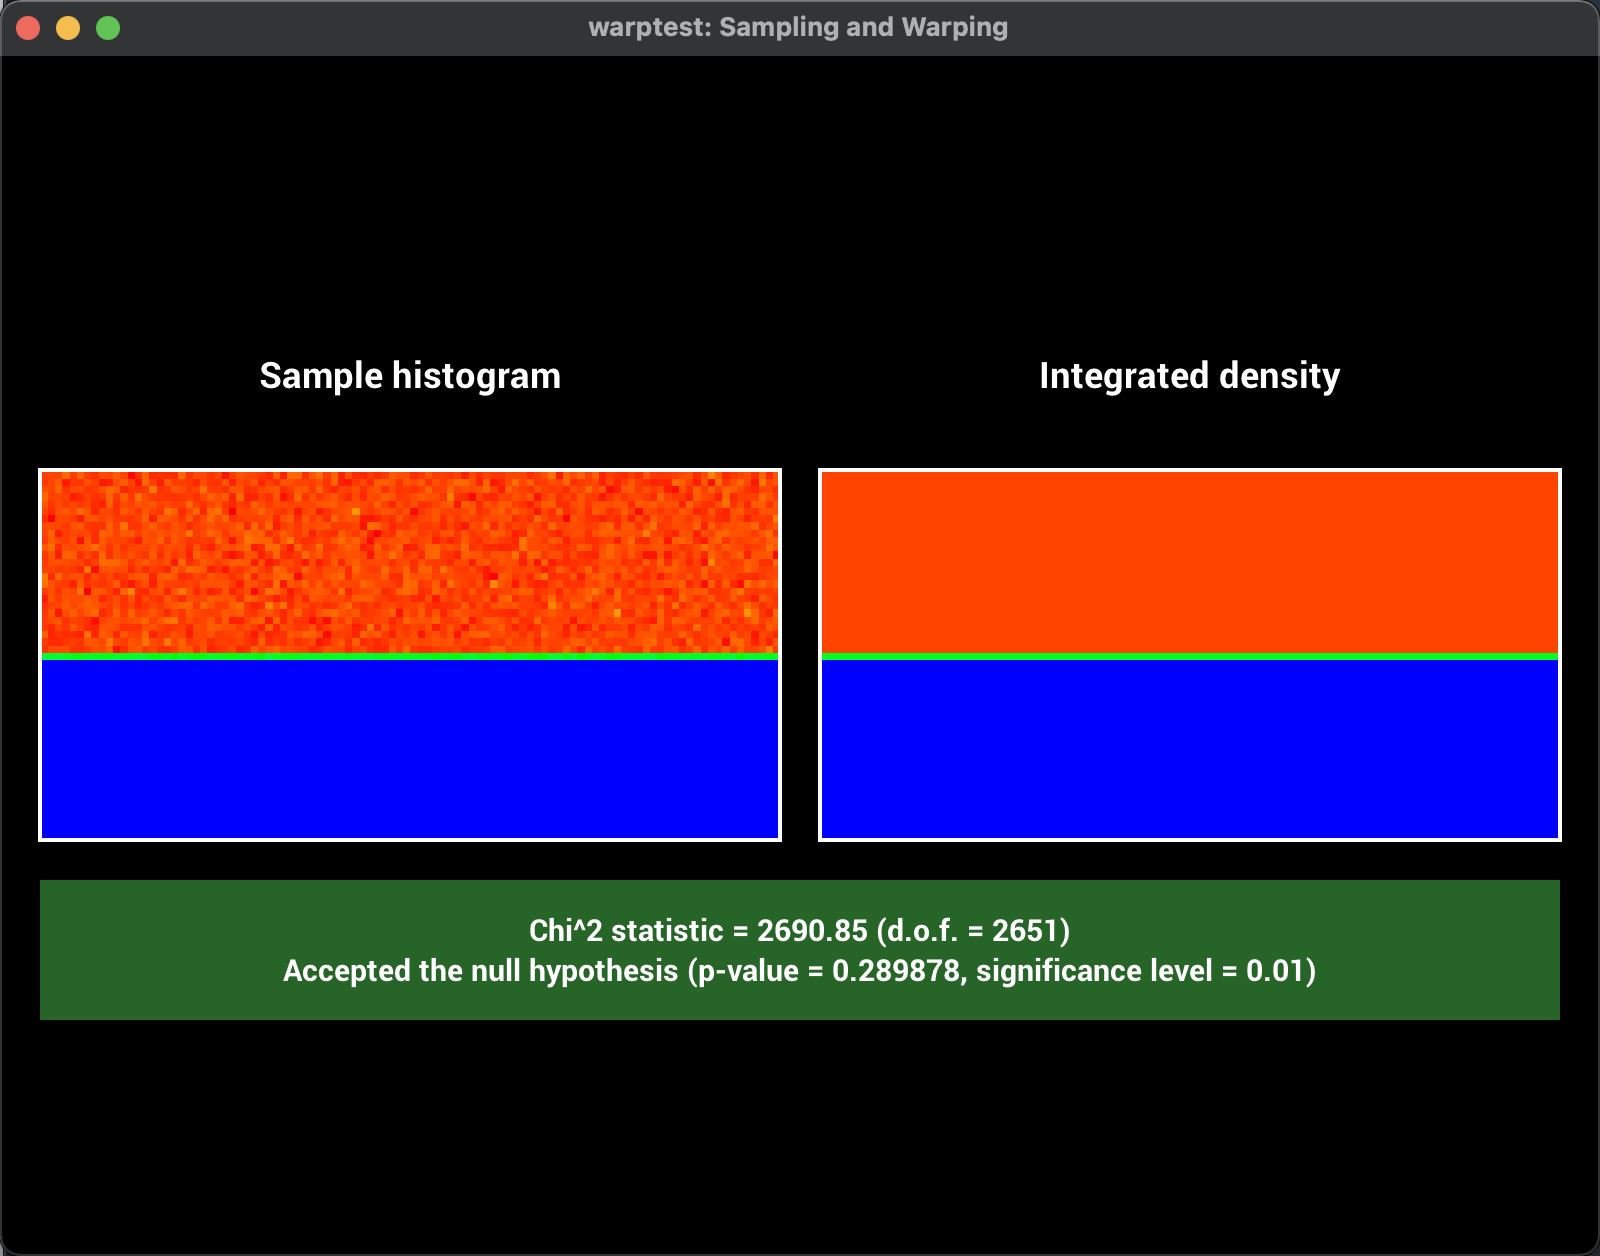 warptest: Sampling and Warping
Sample histogram
Integrated density
Chi^2 statistic = 2690.85 (d.o.f. = 2651)
Accepted the null hypothesis (p-value = 0.289878, significance level = 0.01)